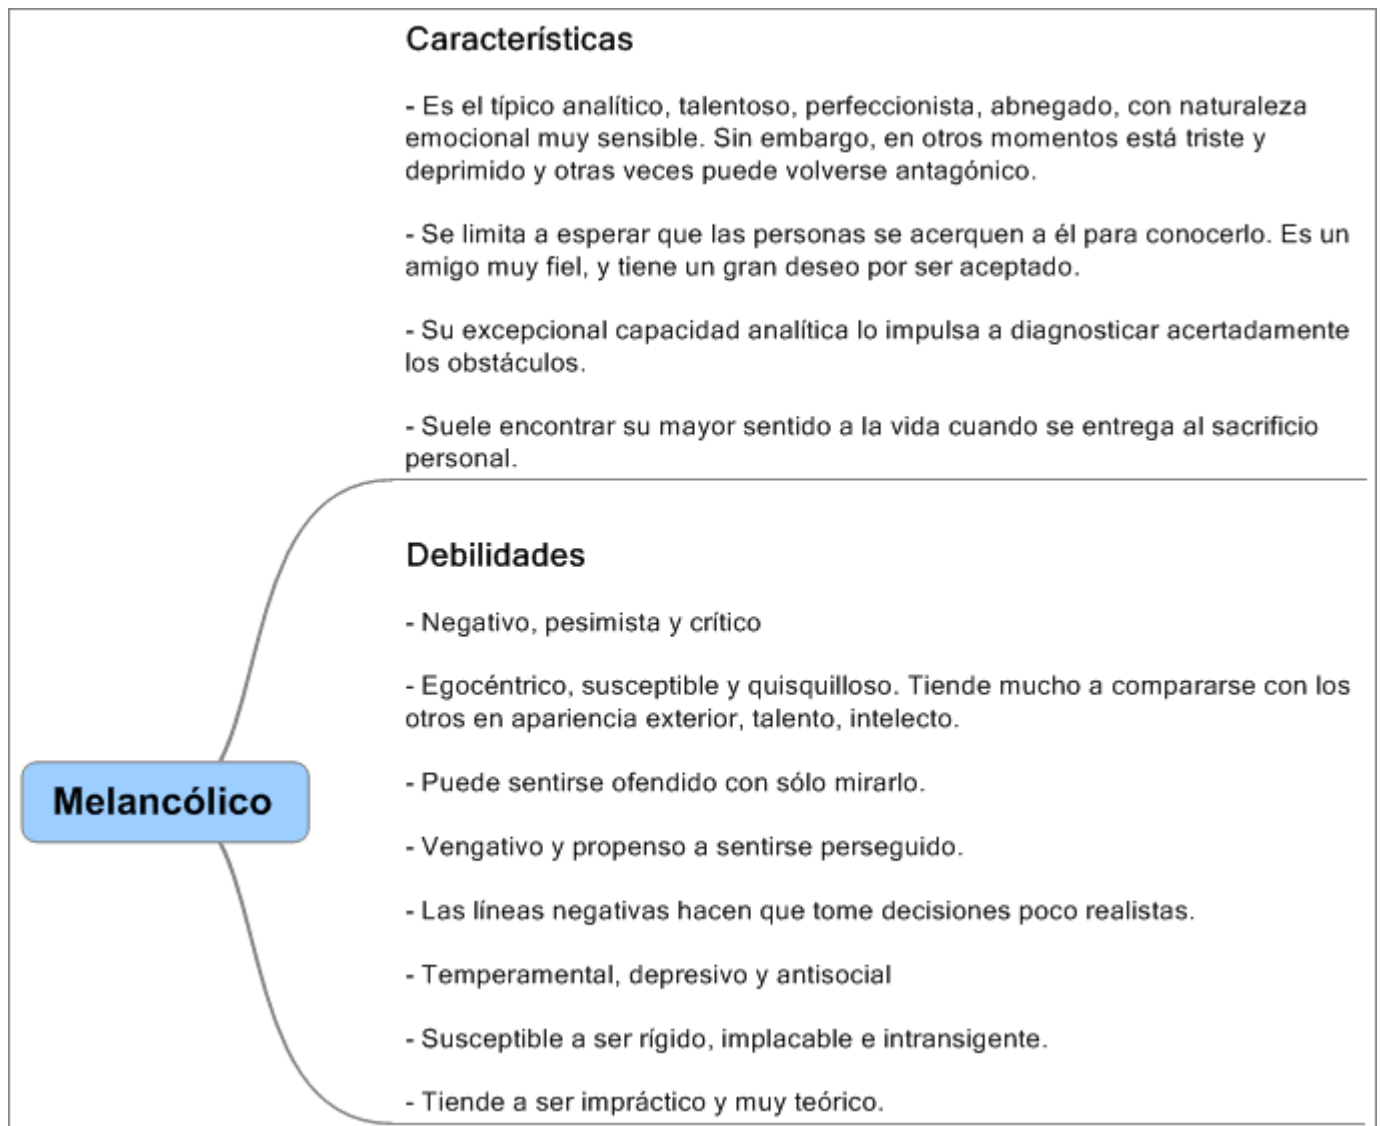 Características
- Es el típico analítico, talentoso, perfeccionista, abnegado, con naturaleza
emocional muy sensible. Sin embargo, en otros momentos está triste y
deprimido y otras veces puede volverse antagónico.
- Se limita a esperar que las personas se acerquen a él para conocerlo. Es un
amigo muy fiel, y tiene un gran deseo por ser aceptado.
- Su excepcional capacidad analítica lo impulsa a diagnosticar acertadamente
los obstáculos.
- Suele encontrar su mayor sentido a la vida cuando se entrega al sacrificio
personal.
Debilidades
- Negativo, pesimista y crítico
- Egocéntrico, susceptible y quisquilloso. Tiende mucho a compararse con los
otros en apariencia exterior, talento, intelecto.
- Puede sentirse ofendido con sólo mirarlo.
Melancólico
- Vengativo y propenso a sentirse perseguido.
- Las líneas negativas hacen que tome decisiones poco realistas.
- Temperamental, depresivo y antisocial
- Susceptible a ser rígido, implacable e intransigente.
- Tiende a ser impráctico y muy teórico.